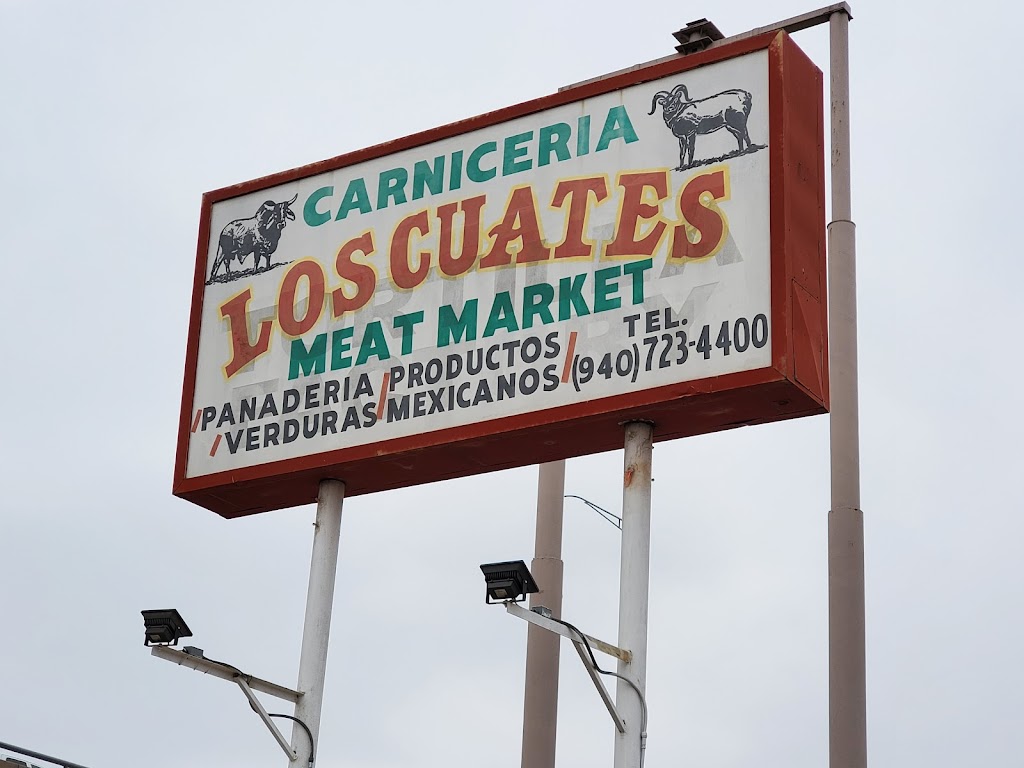 CARNICERIA
LOS CUATES
MEAT MARKET
/PANADERIA/PRODUCTOS/ TEL.
/VERDURAS/MEXICANOS/(940)723-4400